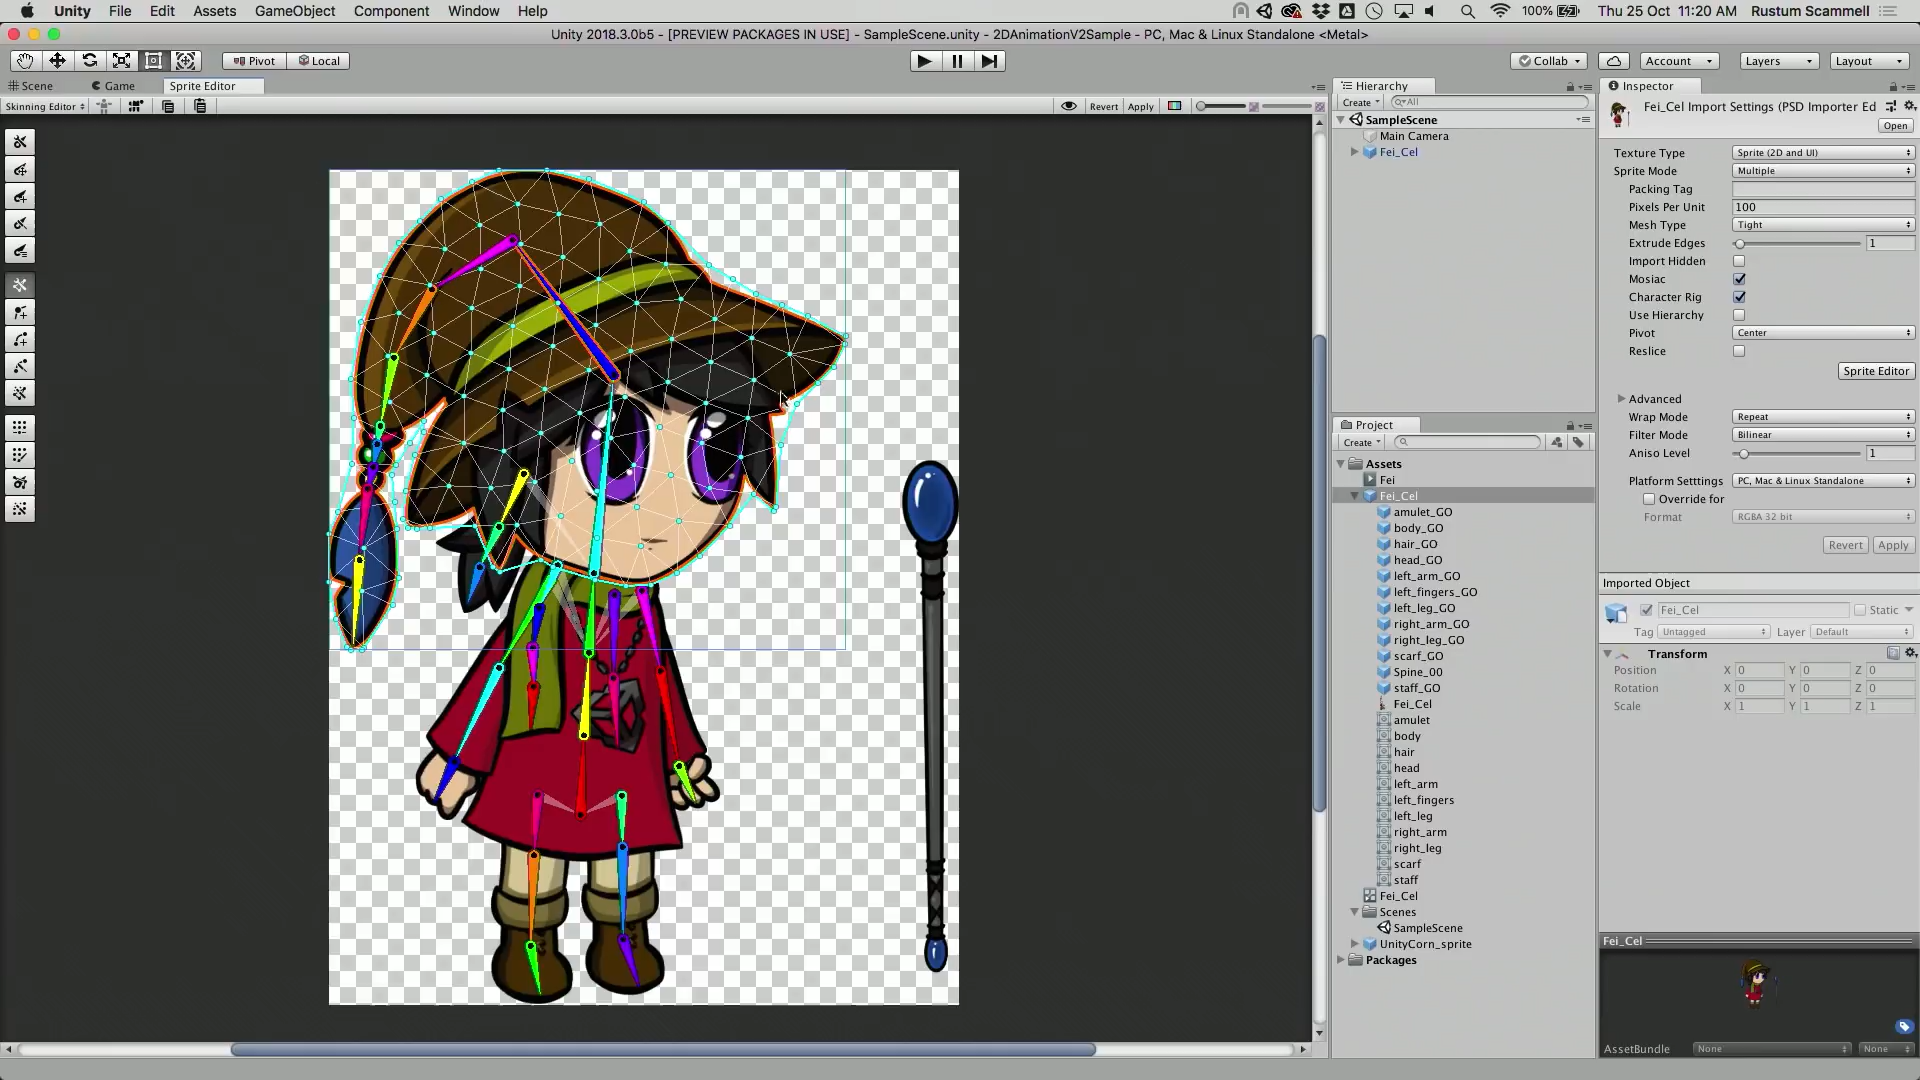 Unity File Edit Assets GameObject Component Window Help 100% Thu 25 Oct 11:20 AM Rustum Scammell
Unity 2018.3.0b5 - [PREVIEW PACKAGES IN USE] - SampleScene.unity - 2DAnimationV2Sample - PC, Mac & Linux Standalone <Metal>
Pivot Local Collab Account Layers Layout
Scene Game Sprite Editor
Skinning Editor Revert Apply
Hierarchy
Create All
SampleScene
Main Camera
Fei_Cel
Project
Create
Assets
Fei
Fei_Cel
amulet_GO
body_GO
hair_GO
head_GO
left_arm_GO
left_fingers_GO
left_leg_GO
right_arm_GO
right_leg_GO
scarf_GO
Spine_00
staff_GO
Fei_Cel
amulet
body
hair
head
left_arm
left_fingers
left_leg
right_arm
right_leg
scarf
staff
Fei_Cel
Scenes
SampleScene
UnityCorn_sprite
Packages
Inspector
Fei_Cel Import Settings (PSD Importer Ed
Open
Texture Type Sprite (2D and UI)
Sprite Mode Multiple
Packing Tag
Pixels Per Unit 100
Mesh Type Tight
Extrude Edges 1
Import Hidden
Mosiac
Character Rig
Use Hierarchy
Pivot Center
Reslice
Sprite Editor
Advanced
Wrap Mode Repeat
Filter Mode Bilinear
Aniso Level 1
Platform Setttings PC, Mac & Linux Standalone
Override for
Format RGBA 32 bit
Revert Apply
Imported Object
Fei_Cel Static
Tag Untagged Layer Default
Transform
Position X 0 Y 0 Z 0
Rotation X 0 Y 0 Z 0
Scale X 1 Y 1 Z 1
Fei_Cel
AssetBundle None None